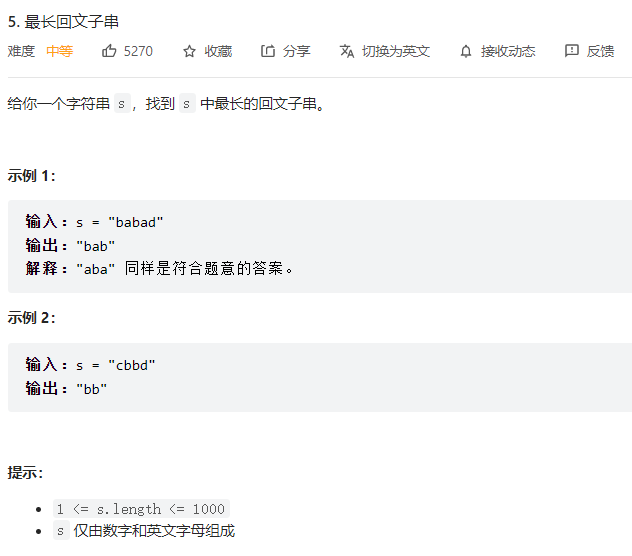 5. 最长回文子串
难度 中等 5270 收藏 分享 切换为英文 接收动态 反馈
给你一个字符串 s，找到 s 中最长的回文子串。
示例 1：
输入：s = "babad"
输出："bab"
解释："aba" 同样是符合题意的答案。
示例 2：
输入：s = "cbbd"
输出："bb"
提示：
1 <= s.length <= 1000
s 仅由数字和英文字母组成